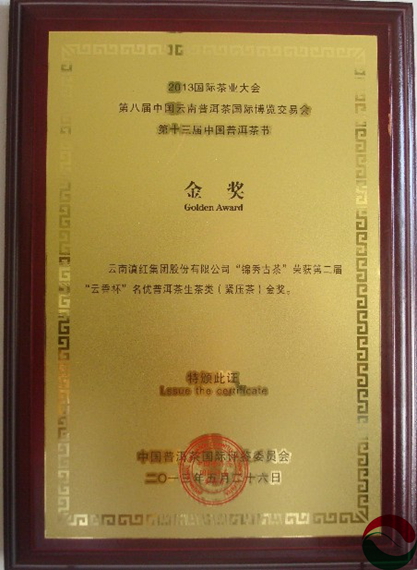 2013国际茶业大会
第八届中国云南普洱茶国际博览交易会
第十三届中国普洱茶节
金奖
Golden Award
云南滇红集团股份有限公司“锦秀古茶”荣获第二届
“云香杯”名优普洱茶生茶类(紧压茶)金奖。
特颁此证
Lssue the certificate
中国普洱茶国际评鉴委员会
二〇一三年五月二十六日